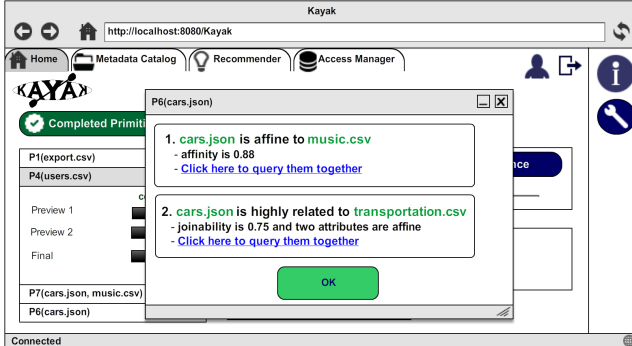 Kayak
http://localhost:8080/Kayak
Home
Metadata Catalog
Recommender
Access Manager
KAYAK
Completed Primiti
P1(export.csv)
P4(users.csv)
Preview 1
Preview 2
Final
P7(cars.json, music.csv)
P6(cars.json)
P6(cars.json)
1. cars.json is affine to music.csv
- affinity is 0.88
- Click here to query them together
2. cars.json is highly related to transportation.csv
- joinability is 0.75 and two attributes are affine
- Click here to query them together
OK
nce
Connected